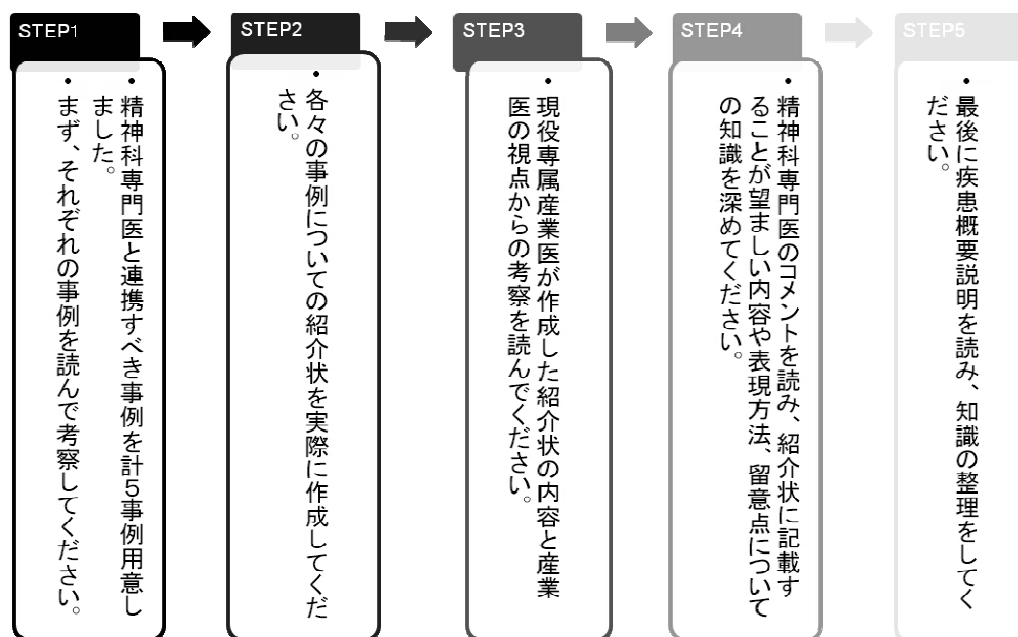 STEP1
・精神科専門医と連携すべき事例を計5事例用意し
ました。
・まず、それぞれの事例を読んで考察してください。
STEP2
・各々の事例についての紹介状を実際に作成してくだ
さい。
STEP3
・現役専属産業医が作成した紹介状の内容と産業
医の視点からの考察を読んでください。
STEP4
・精神科専門医のコメントを読み、紹介状に記載す
ることが望ましい内容や表現方法、留意点について
の知識を深めてください。
STEP5
・最後に疾患概要説明を読み、知識の整理をしてく
ださい。